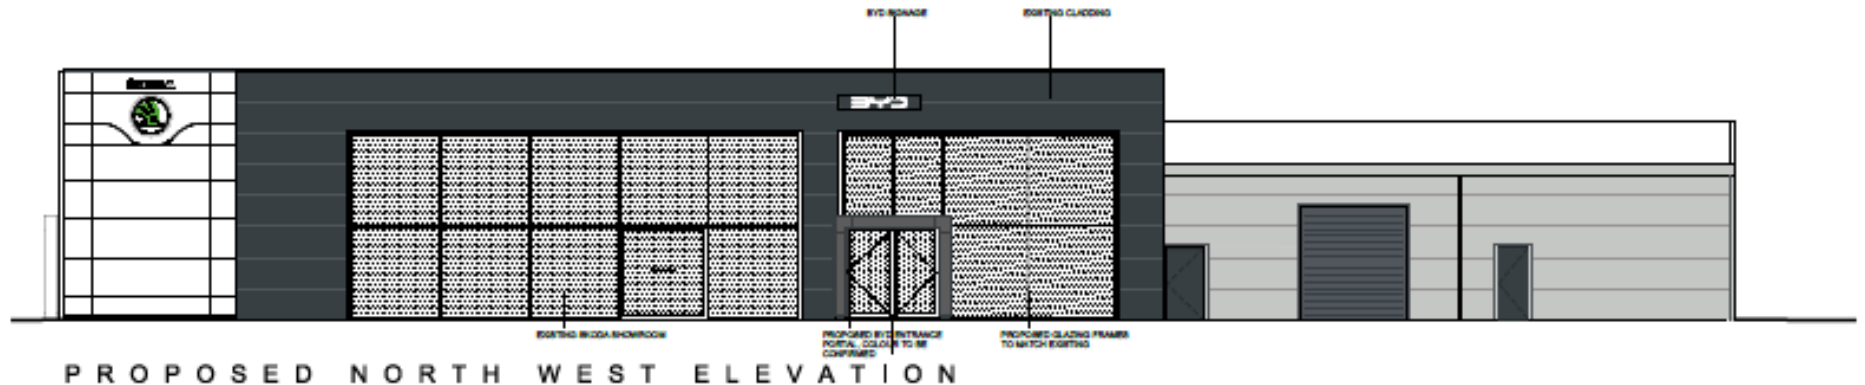 BYD SIGNAGE
EXISTING CLADDING
BYD
EXISTING SKODA SHOWROOM
PROPOSED BYD ENTRANCE
PORTAL, COLOUR TO BE
CONFIRMED
PROPOSED GLAZING FRAMES
TO MATCH EXISTING
PROPOSED NORTH WEST ELEVATION